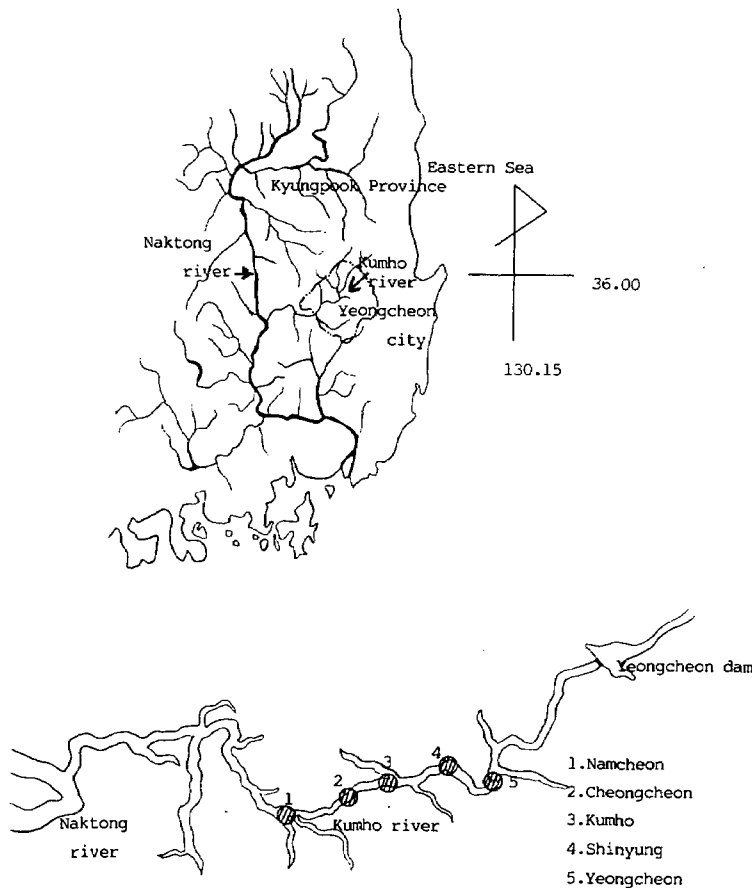 Eastern Sea
Kyungpook Province
Naktong
river
Kumho
river
Yeongcheon
city
36.00
130.15
Yeongcheon dam
1
2
3
4
5
Naktong
river
Kumho river
1.Namcheon
2.Cheongcheon
3.Kumho
4.Shinyung
5.Yeongcheon